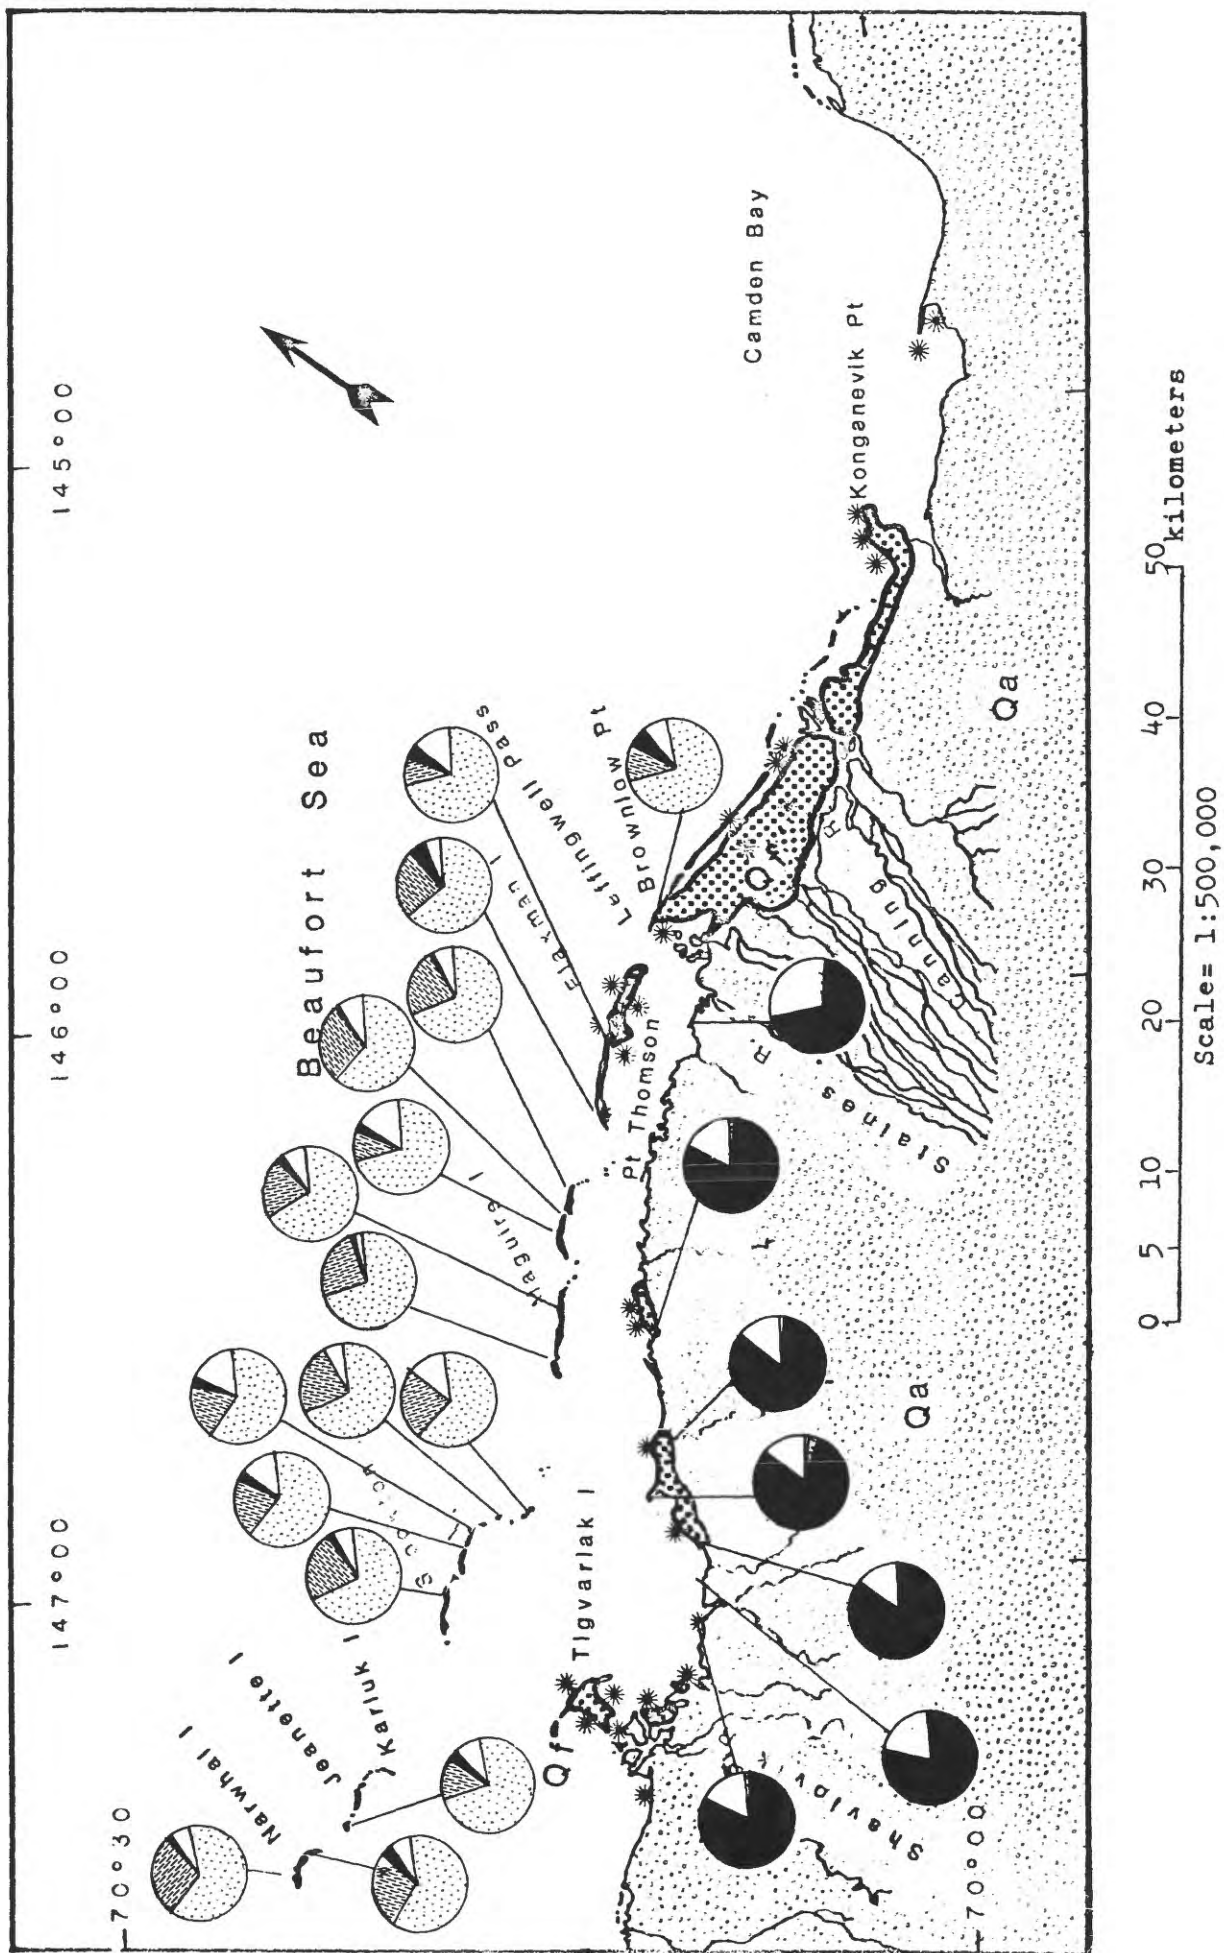 147°00
146°00
145°00
70°30
70°00
Beaufort Sea
Camden Bay
Narwhal I
Jeanette I
Karluk I
Maguire I
Flaxman I
Leffingwell Pass
Brownlow Pt
Konganevik Pt
Tigvariak I
Pt Thomson
Qf
Q
Qa
Qa
Staines R.
Canning R.
0 5 10 20 30 40 50
kilometers
Scale= 1:500,000